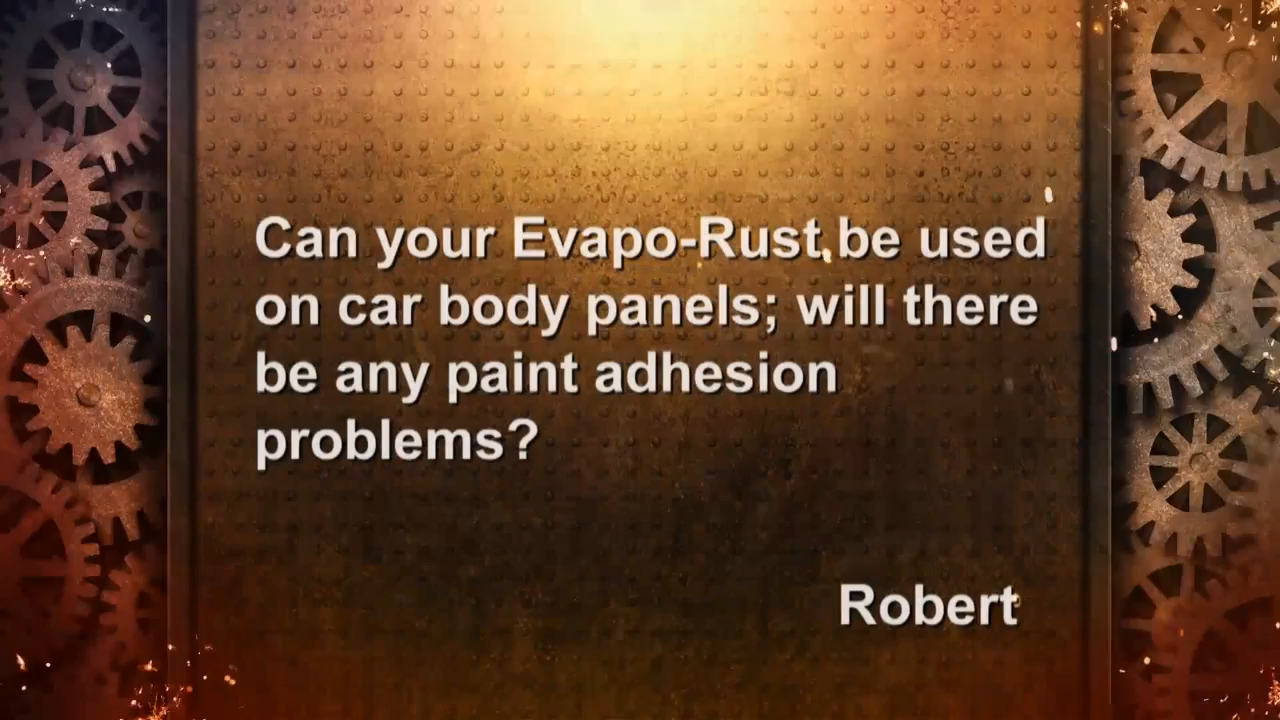 Can your Evapo-Rust be used
on car body panels; will there
be any paint adhesion
problems?
Robert